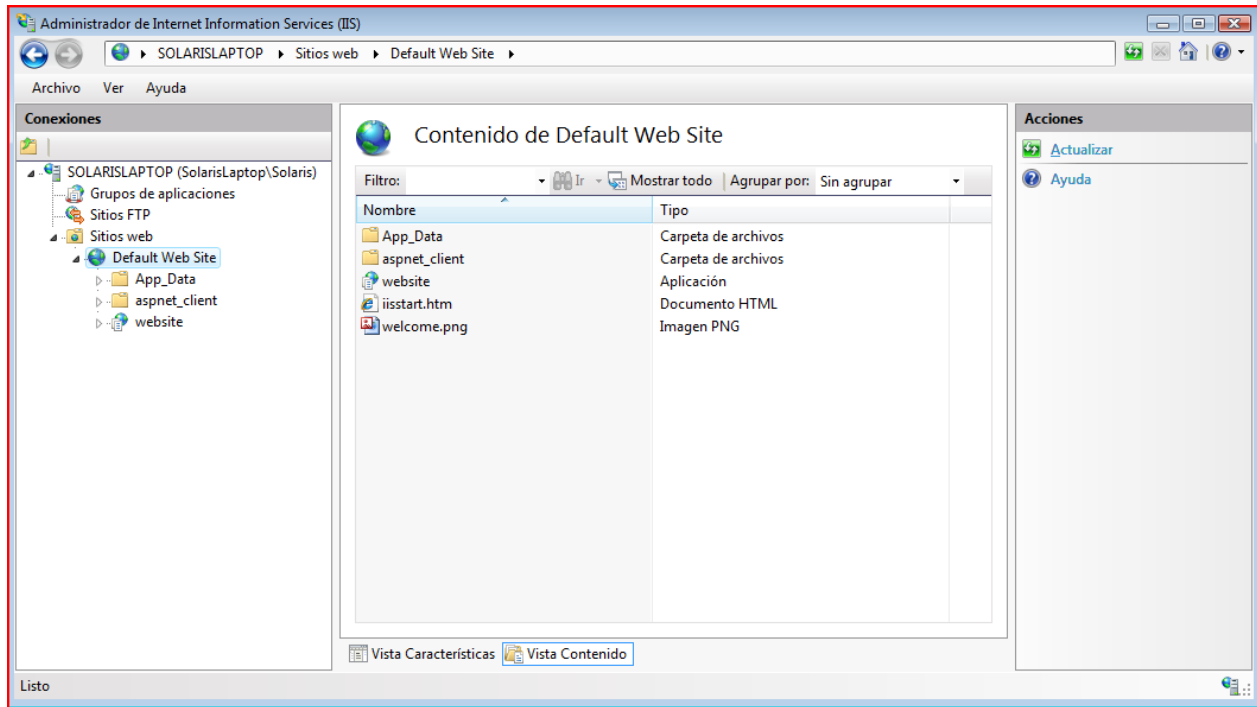 Administrador de Internet Information Services (IIS)
SOLARISLAPTOP Sitios web Default Web Site
Archivo Ver Ayuda
Conexiones
SOLARISLAPTOP (SolarisLaptop\Solaris)
Grupos de aplicaciones
Sitios FTP
Sitios web
Default Web Site
App_Data
aspnet_client
website
Contenido de Default Web Site
Filtro: Ir Mostrar todo Agrupar por: Sin agrupar
Nombre Tipo
App_Data Carpeta de archivos
aspnet_client Carpeta de archivos
website Aplicación
iisstart.htm Documento HTML
welcome.png Imagen PNG
Vista Características Vista Contenido
Acciones
Actualizar
Ayuda
Listo